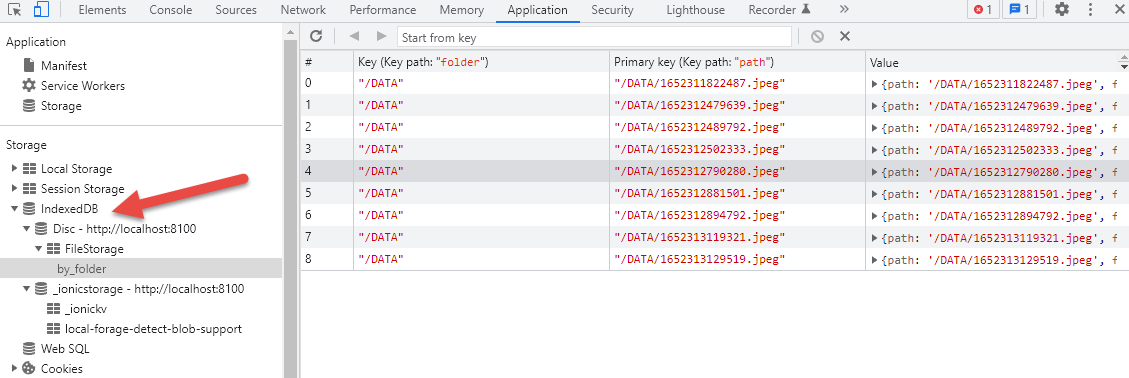 Elements Console Sources Network Performance Memory Application Security Lighthouse Recorder 1 1
Application
Manifest
Service Workers
Storage
Storage
Local Storage
Session Storage
IndexedDB
Disc - http://localhost:8100
FileStorage
by_folder
_ionicstorage - http://localhost:8100
_ionickv
local-forage-detect-blob-support
Web SQL
Cookies
Start from key
# Key (Key path: "folder") Primary key (Key path: "path") Value
0 "/DATA" "/DATA/1652311822487.jpeg" {path: '/DATA/1652311822487.jpeg', f
1 "/DATA" "/DATA/1652312479639.jpeg" {path: '/DATA/1652312479639.jpeg', f
2 "/DATA" "/DATA/1652312489792.jpeg" {path: '/DATA/1652312489792.jpeg', f
3 "/DATA" "/DATA/1652312502333.jpeg" {path: '/DATA/1652312502333.jpeg', f
4 "/DATA" "/DATA/1652312790280.jpeg" {path: '/DATA/1652312790280.jpeg', f
5 "/DATA" "/DATA/1652312881501.jpeg" {path: '/DATA/1652312881501.jpeg', f
6 "/DATA" "/DATA/1652312894792.jpeg" {path: '/DATA/1652312894792.jpeg', f
7 "/DATA" "/DATA/1652313119321.jpeg" {path: '/DATA/1652313119321.jpeg', f
8 "/DATA" "/DATA/1652313129519.jpeg" {path: '/DATA/1652313129519.jpeg', f